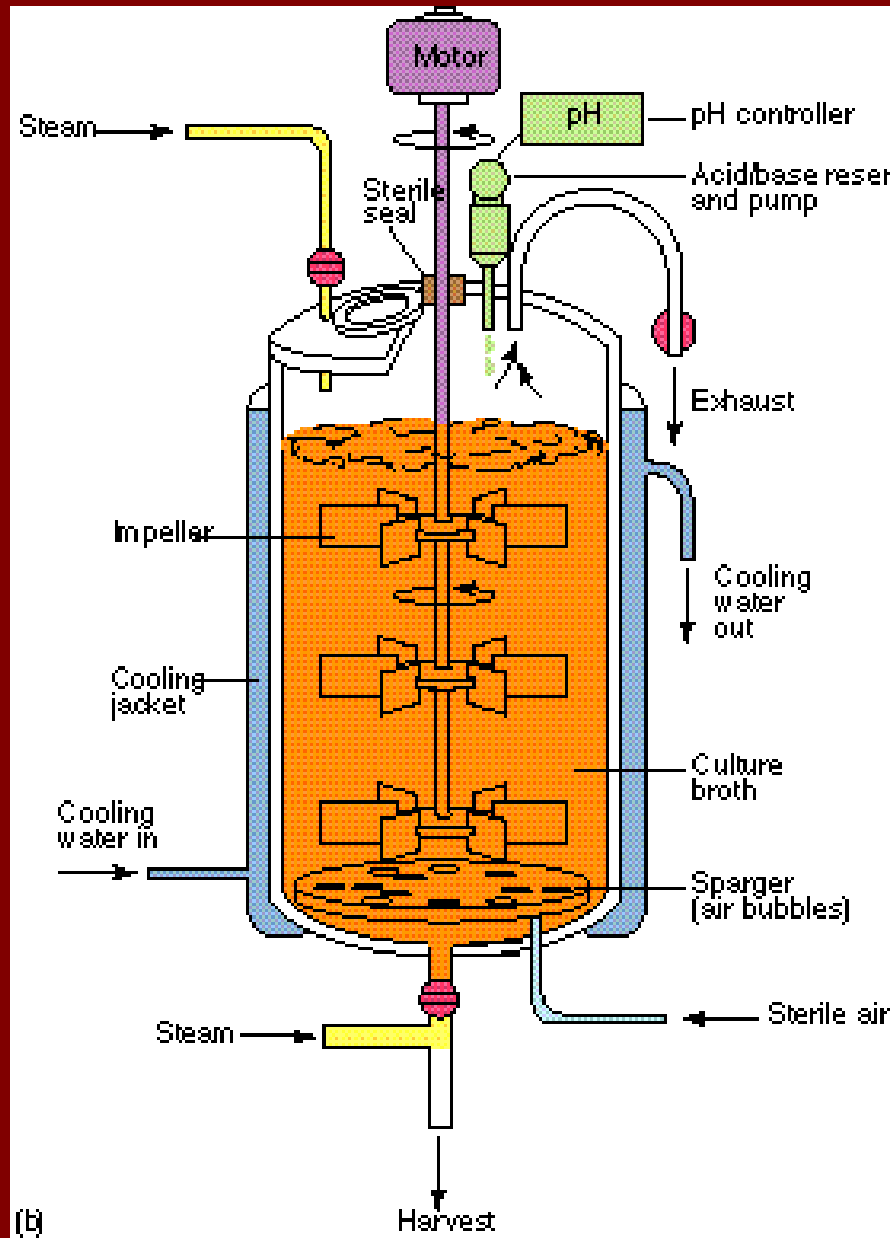 Motor
Steam
pH
pH controller
Sterile
seal
Acid/base reser
and pump
Exhaust
Impeller
Cooling
water
out
Cooling
jacket
Culture
broth
Cooling
water in
Sparger
(air bubbles)
Steam
Sterile air
(b)
Harvest